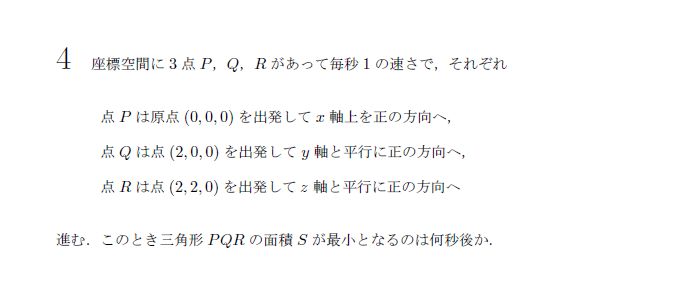 4 座標空間に 3 点 P，Q，R があって毎秒 1 の速さで，それぞれ
点 P は原点 (0, 0, 0) を出発して x 軸上を正の方向へ，
点 Q は点 (2, 0, 0) を出発して y 軸と平行に正の方向へ，
点 R は点 (2, 2, 0) を出発して z 軸と平行に正の方向へ
進む．このとき三角形 PQR の面積 S が最小となるのは何秒後か．